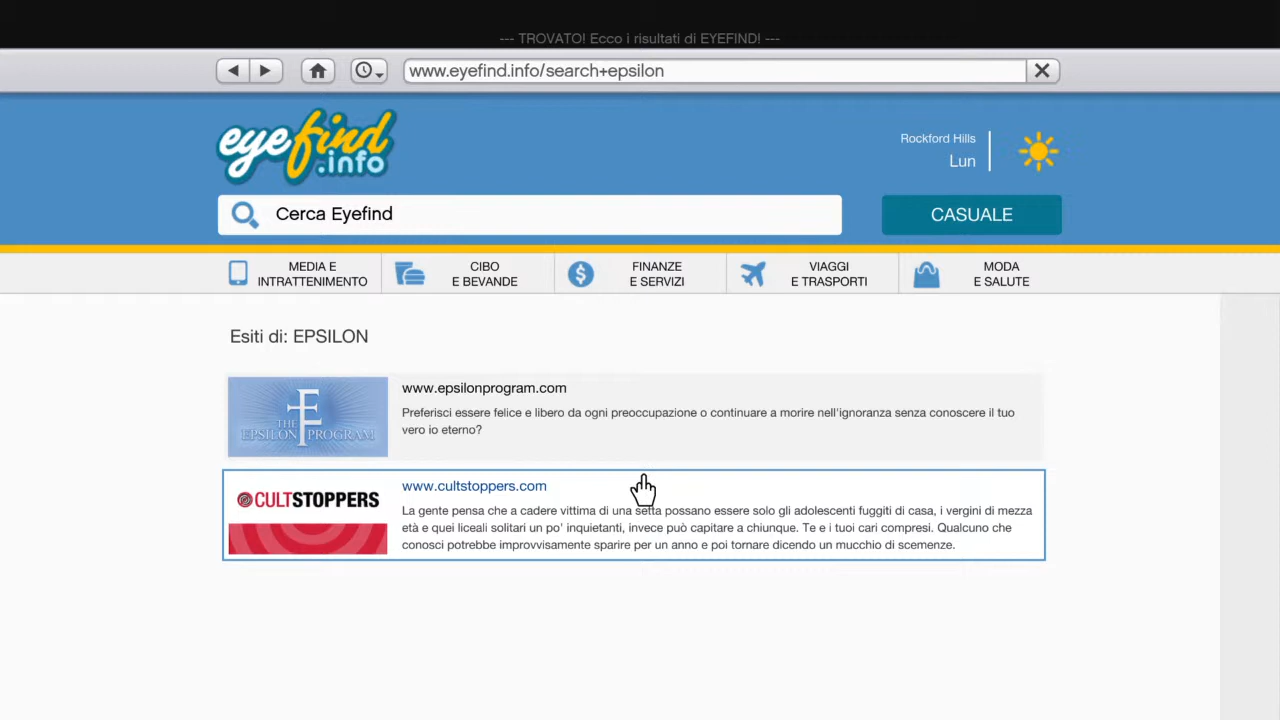 --- TROVATO! Ecco i risultati di EYEFIND! ---
www.eyefind.info/search+epsilon
eyefind
.info
Rockford Hills
Lun
Cerca Eyefind
CASUALE
MEDIA E
INTRATTENIMENTO
CIBO
E BEVANDE
FINANZE
E SERVIZI
VIAGGI
E TRASPORTI
MODA
E SALUTE
Esiti di: EPSILON
THE
EPSILON PROGRAM
www.epsilonprogram.com
Preferisci essere felice e libero da ogni preoccupazione o continuare a morire nell'ignoranza senza conoscere il tuo
vero io eterno?
CULTSTOPPERS
www.cultstoppers.com
La gente pensa che a cadere vittima di una setta possano essere solo gli adolescenti fuggiti di casa, i vergini di mezza
età e quei liceali solitari un po' inquietanti, invece può capitare a chiunque. Te e i tuoi cari compresi. Qualcuno che
conosci potrebbe improvvisamente sparire per un anno e poi tornare dicendo un mucchio di scemenze.